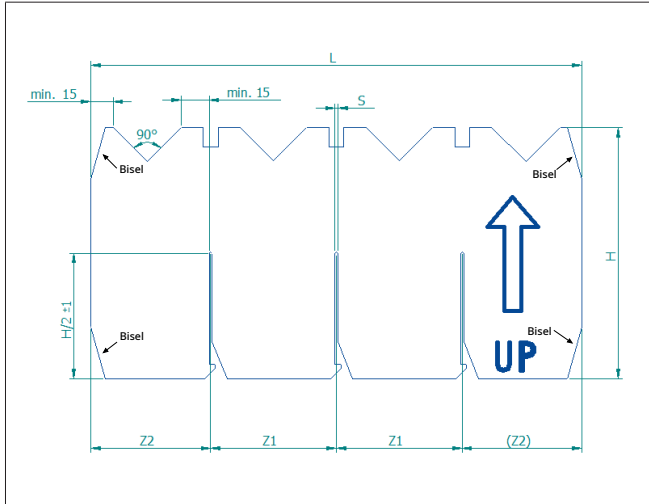 L
min. 15
min. 15
S
90°
Bisel
Bisel
H
H/2 ±1
Bisel
Bisel
UP
Z2
Z1
Z1
(Z2)